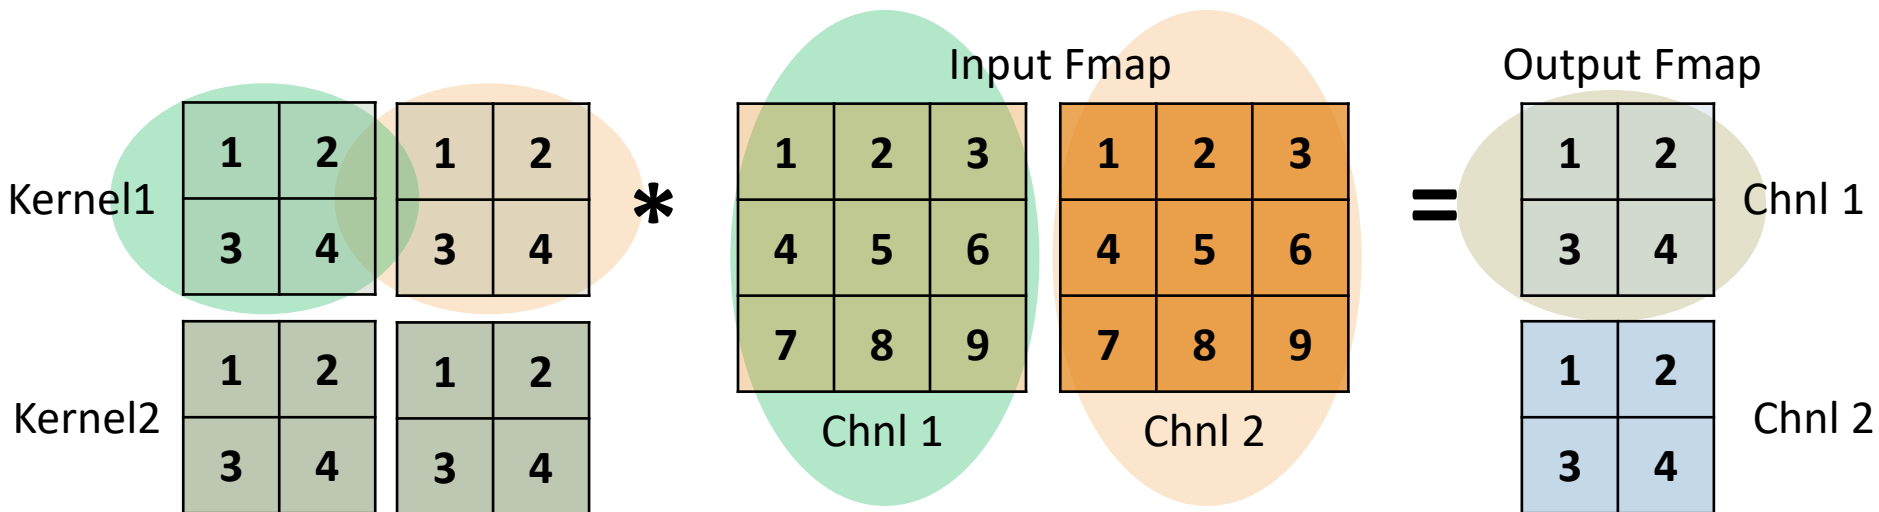 Input Fmap Output Fmap
1 2 1 2 1 2 3 1 2 3 1 2
Kernel1 * = Chnl 1
3 4 3 4 4 5 6 4 5 6 3 4
7 8 9 7 8 9
1 2 1 2 1 2
Kernel2 Chnl 1 Chnl 2 Chnl 2
3 4 3 4 3 4